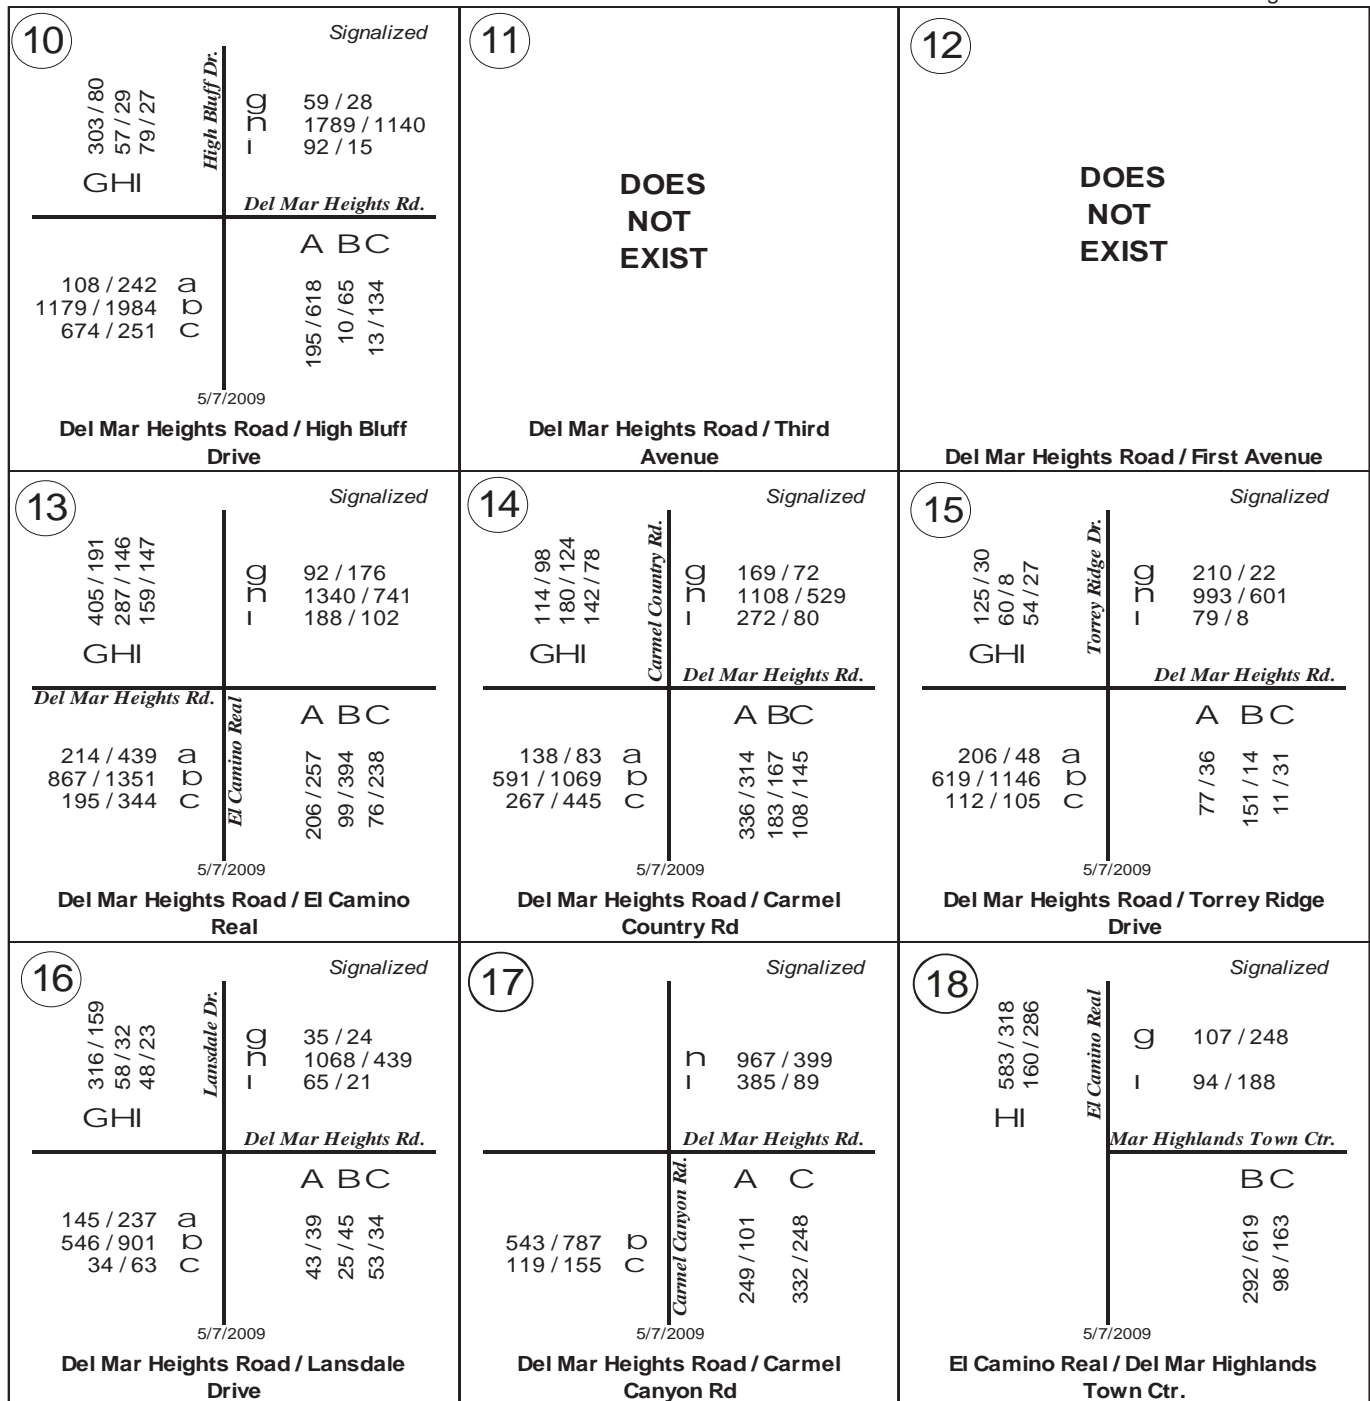 10
Signalized
303 / 80
57 / 29
79 / 27
High Bluff Dr.
g 59 / 28
n 1789 / 1140
i 92 / 15
GHI
Del Mar Heights Rd.
A B C
108 / 242 a
1179 / 1984 b
674 / 251 c
195 / 618
10 / 65
13 / 134
5/7/2009
Del Mar Heights Road / High Bluff
Drive
11
DOES
NOT
EXIST
Del Mar Heights Road / Third
Avenue
12
DOES
NOT
EXIST
Del Mar Heights Road / First Avenue
13
Signalized
405 / 191
287 / 146
159 / 147
g 92 / 176
n 1340 / 741
l 188 / 102
GHI
Del Mar Heights Rd.
El Camino Real
A B C
214 / 439 a
867 / 1351 b
195 / 344 c
206 / 257
99 / 394
76 / 238
5/7/2009
Del Mar Heights Road / El Camino
Real
14
Signalized
114 / 98
180 / 124
142 / 78
Carmel Country Rd.
g 169 / 72
n 1108 / 529
l 272 / 80
GHI
Del Mar Heights Rd.
A BC
138 / 83 a
591 / 1069 b
267 / 445 c
336 / 314
183 / 167
108 / 145
5/7/2009
Del Mar Heights Road / Carmel
Country Rd
15
Signalized
125 / 30
60 / 8
54 / 27
Torrey Ridge Dr.
g 210 / 22
n 993 / 601
l 79 / 8
GHI
Del Mar Heights Rd.
A B C
206 / 48 a
619 / 1146 b
112 / 105 c
77 / 36
151 / 14
11 / 31
5/7/2009
Del Mar Heights Road / Torrey Ridge
Drive
16
Signalized
316 / 159
58 / 32
48 / 23
Lansdale Dr.
g 35 / 24
n 1068 / 439
l 65 / 21
GHI
Del Mar Heights Rd.
A B C
145 / 237 a
546 / 901 b
34 / 63 c
43 / 39
25 / 45
53 / 34
5/7/2009
Del Mar Heights Road / Lansdale
Drive
17
Signalized
n 967 / 399
l 385 / 89
Del Mar Heights Rd.
Carmel Canyon Rd.
A C
543 / 787 b
119 / 155 c
249 / 101
332 / 248
5/7/2009
Del Mar Heights Road / Carmel
Canyon Rd
18
Signalized
583 / 318
160 / 286
El Camino Real
g 107 / 248
l 94 / 188
HI
Mar Highlands Town Ctr.
B C
292 / 619
98 / 163
5/7/2009
El Camino Real / Del Mar Highlands
Town Ctr.